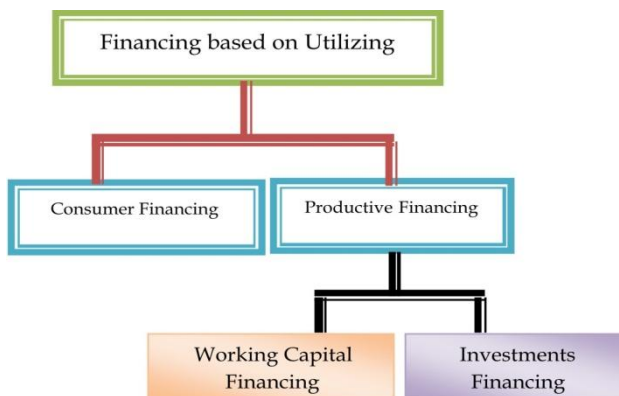 Financing based on Utilizing
Consumer Financing
Productive Financing
Working Capital
Financing
Investments
Financing